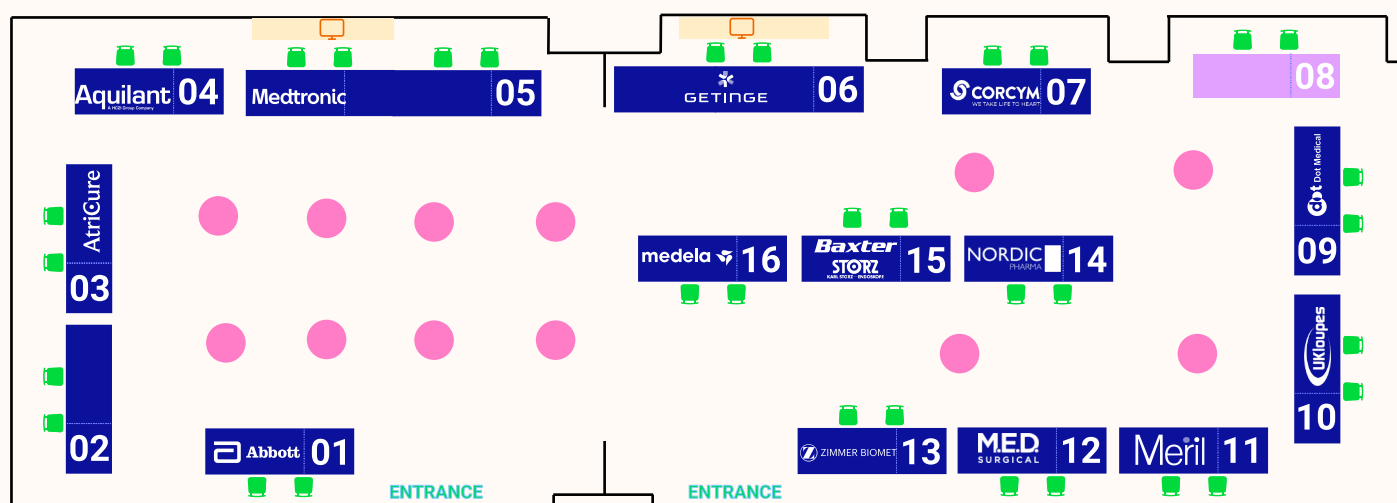 Aquilant
A HCS Group Company
04
Medtronic
05
GETINGE
06
CORCYM
WE TAKE LIFE TO HEART
07
08
AtriCure
03
dot Dot Medical
09
medela
16
Baxter
STORZ
KARL STORZ - ENDOSKOPE
15
NORDIC
PHARMA
14
02
UKloupes
10
Abbott
01
ZIMMER BIOMET
13
M.E.D.
SURGICAL
12
Meril
11
ENTRANCE
ENTRANCE